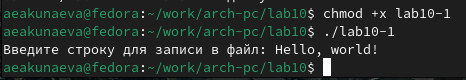 aeakunaeva@fedora:~/work/arch-pc/lab10$ chmod +x lab10-1
aeakunaeva@fedora:~/work/arch-pc/lab10$ ./lab10-1
Введите строку для записи в файл: Hello, world!
aeakunaeva@fedora:~/work/arch-pc/lab10$